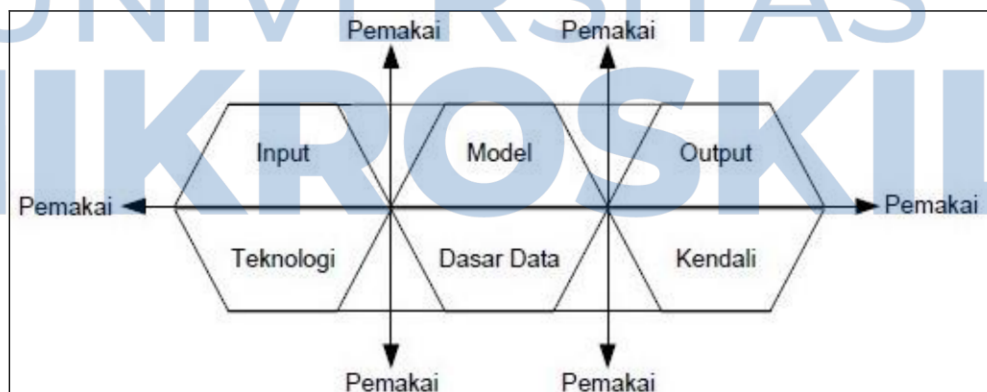 UNIVERSITAS
MIKROSKIL
Pemakai Pemakai
Input Model Output
Pemakai Pemakai
Teknologi Dasar Data Kendali
Pemakai Pemakai